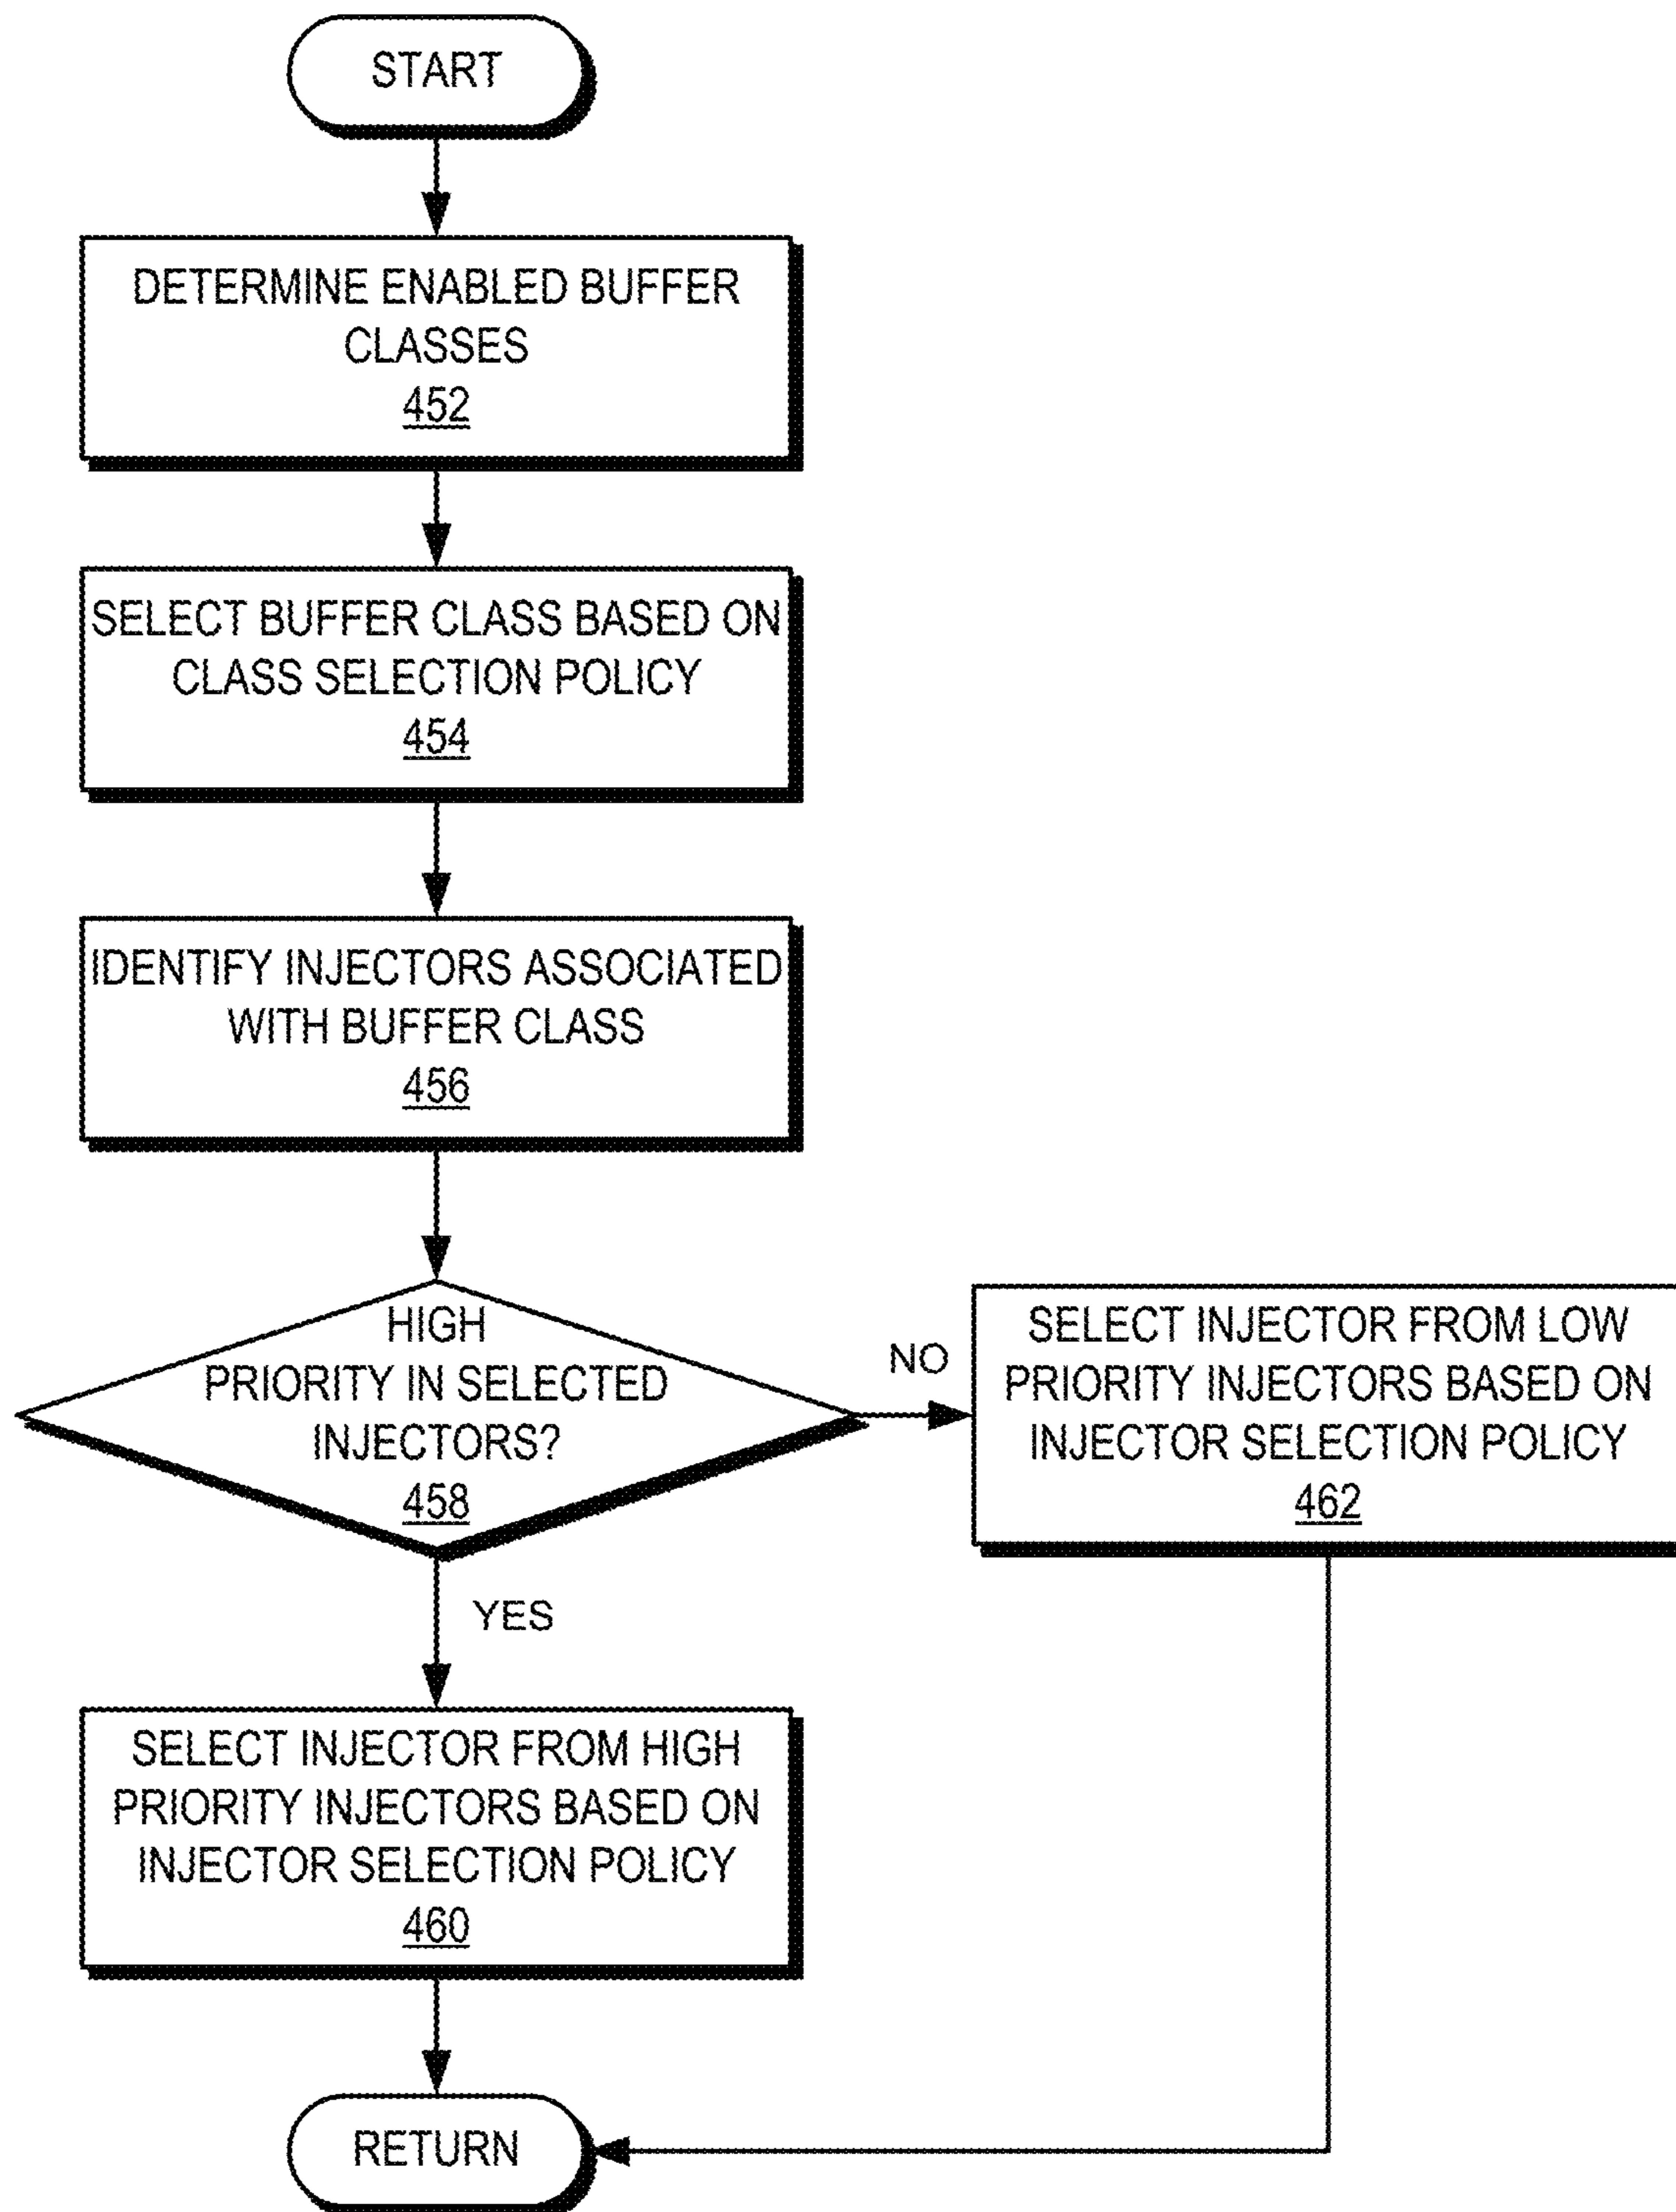 START
DETERMINE ENABLED BUFFER
CLASSES
452
SELECT BUFFER CLASS BASED ON
CLASS SELECTION POLICY
454
IDENTIFY INJECTORS ASSOCIATED
WITH BUFFER CLASS
456
HIGH
PRIORITY IN SELECTED
INJECTORS?
458
NO
SELECT INJECTOR FROM LOW
PRIORITY INJECTORS BASED ON
INJECTOR SELECTION POLICY
462
YES
SELECT INJECTOR FROM HIGH
PRIORITY INJECTORS BASED ON
INJECTOR SELECTION POLICY
460
RETURN